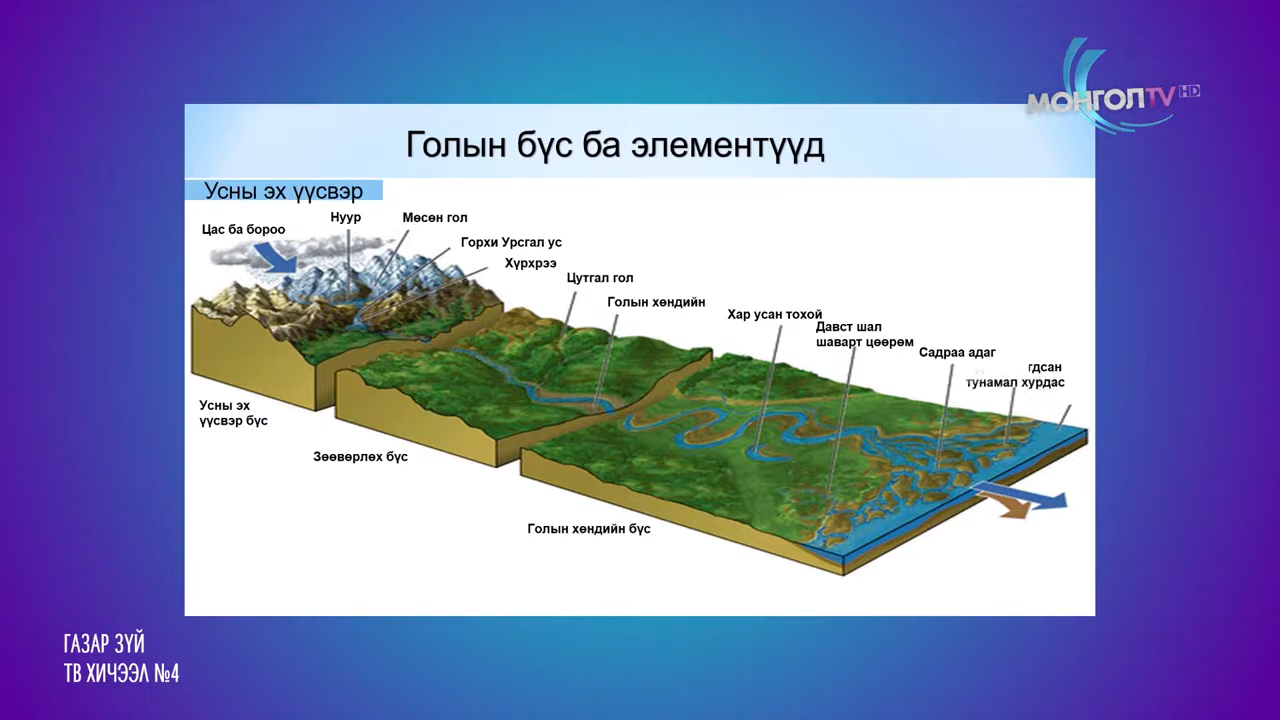 МОНГОЛTV HD
Голын бүс ба элементүүд
Усны эх үүсвэр
Цас ба бороо
Нуур
Мөсөн гол
Горхи Урсгал ус
Хүрхрээ
Цутгал гол
Голын хөндийн
Хар усан тохой
Давст шал
шаварт цөөрөм
Садраа адаг
тунамал хурдас
Усны эх
үүсвэр бүс
Зөөвөрлөх бүс
Голын хөндийн бүс
ГАЗАР ЗҮЙ
ТВ ХИЧЭЭЛ №4